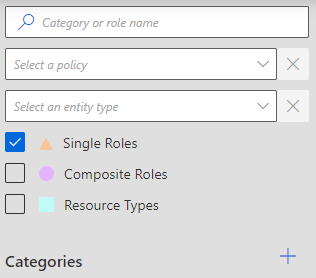 Category or role name
Select a policy
Select an entity type
Single Roles
Composite Roles
Resource Types
Categories